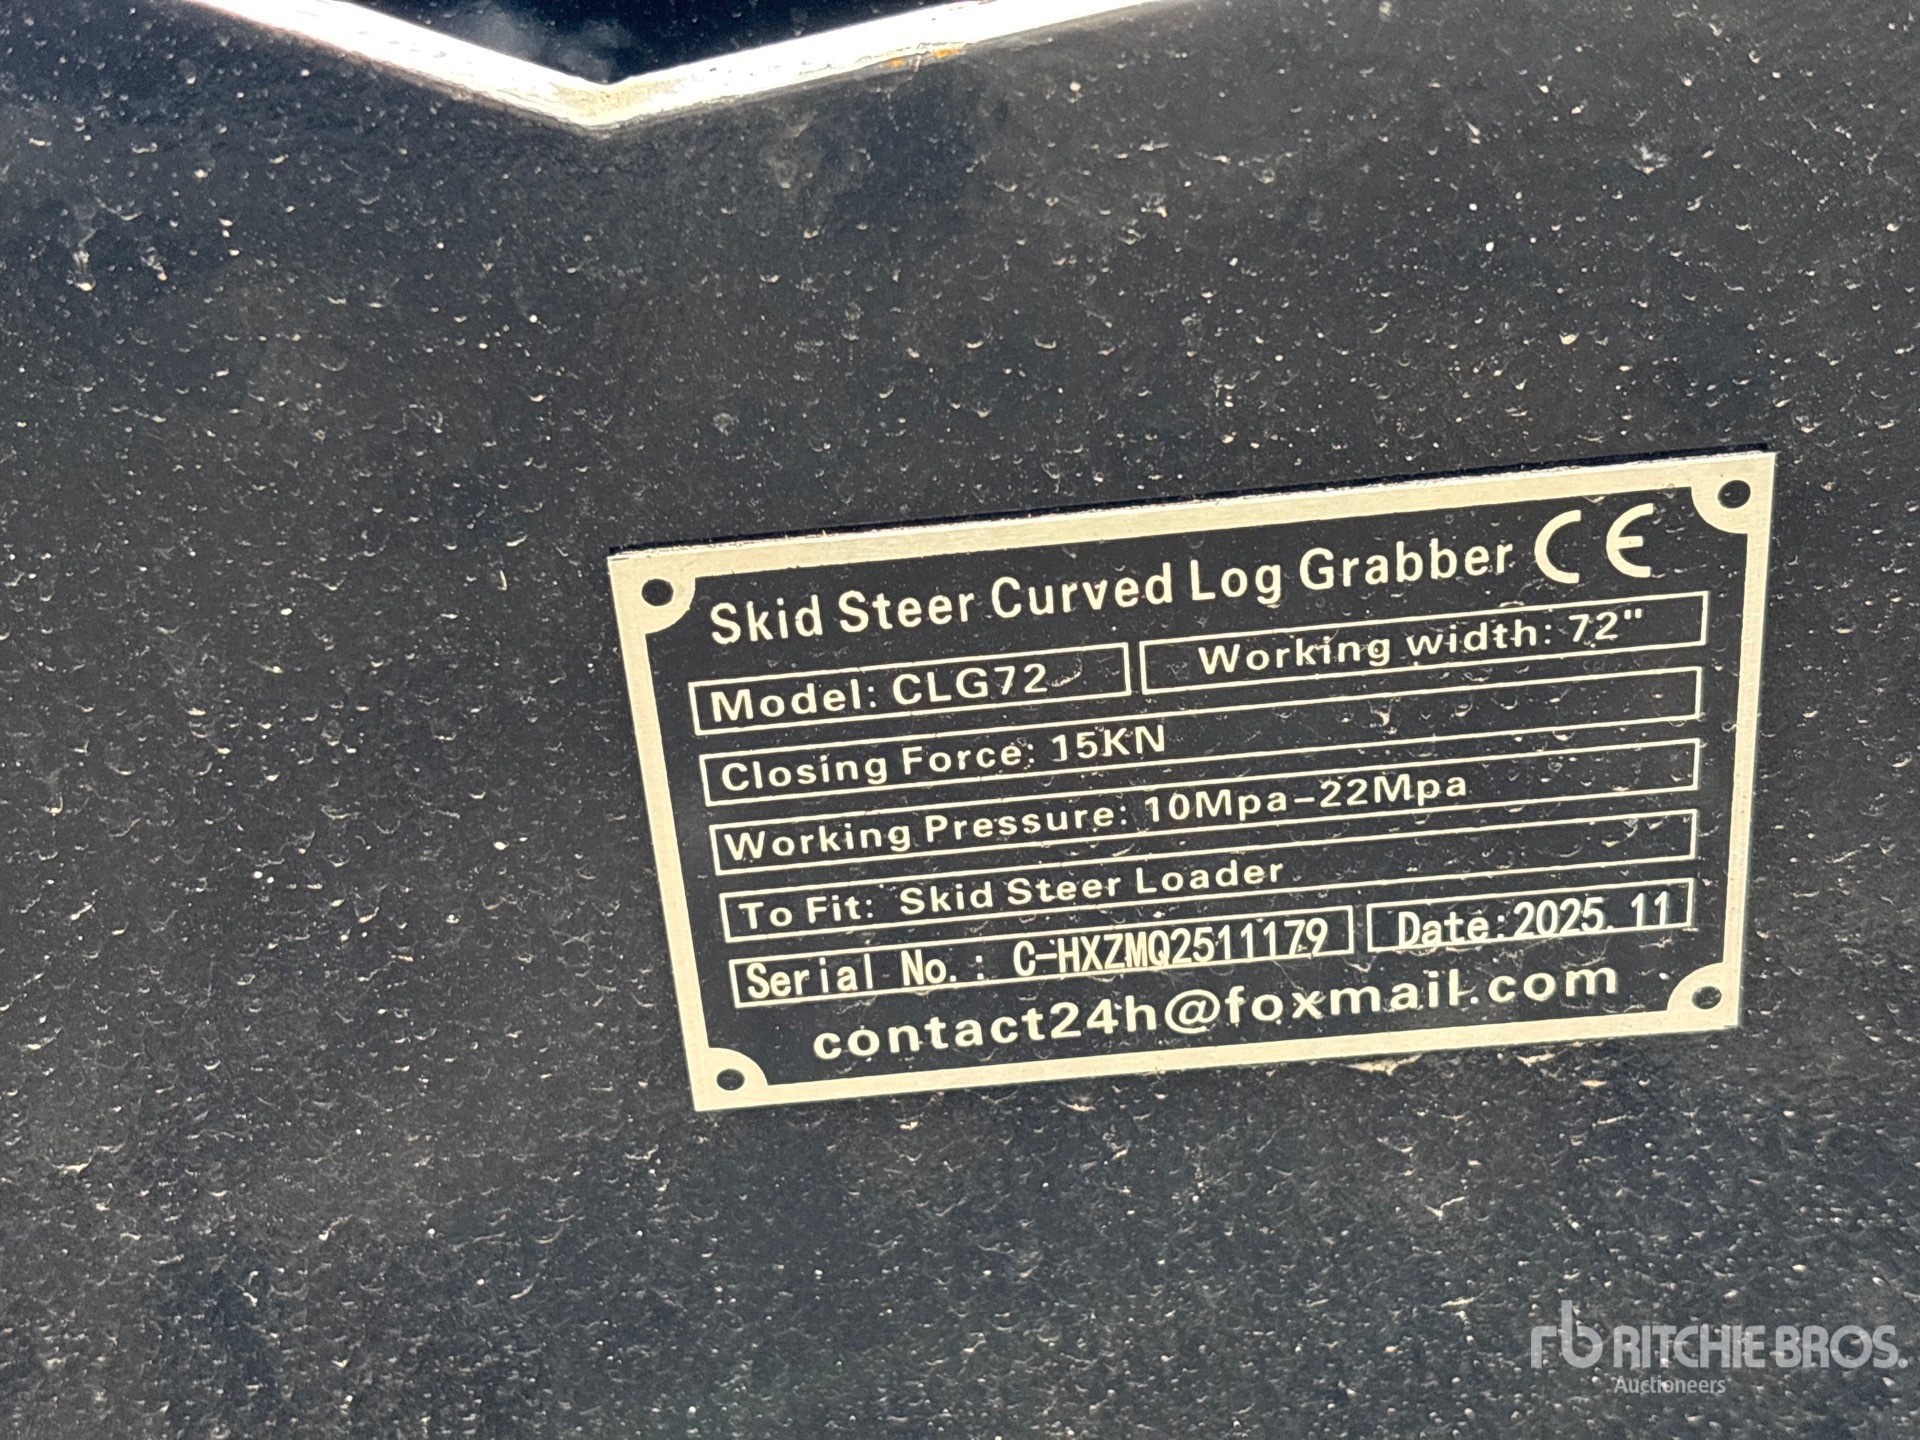 Skid Steer Curved Log Grabber CE
Model: CLG72 Working width: 72"
Closing Force: 15KN
Working Pressure: 10Mpa-22Mpa
To Fit: Skid Steer Loader
Serial No.: C-HXZMQ2511179 Date:2025.11
contact24h@foxmail.com
rb RITCHIE BROS.
Auctioneers